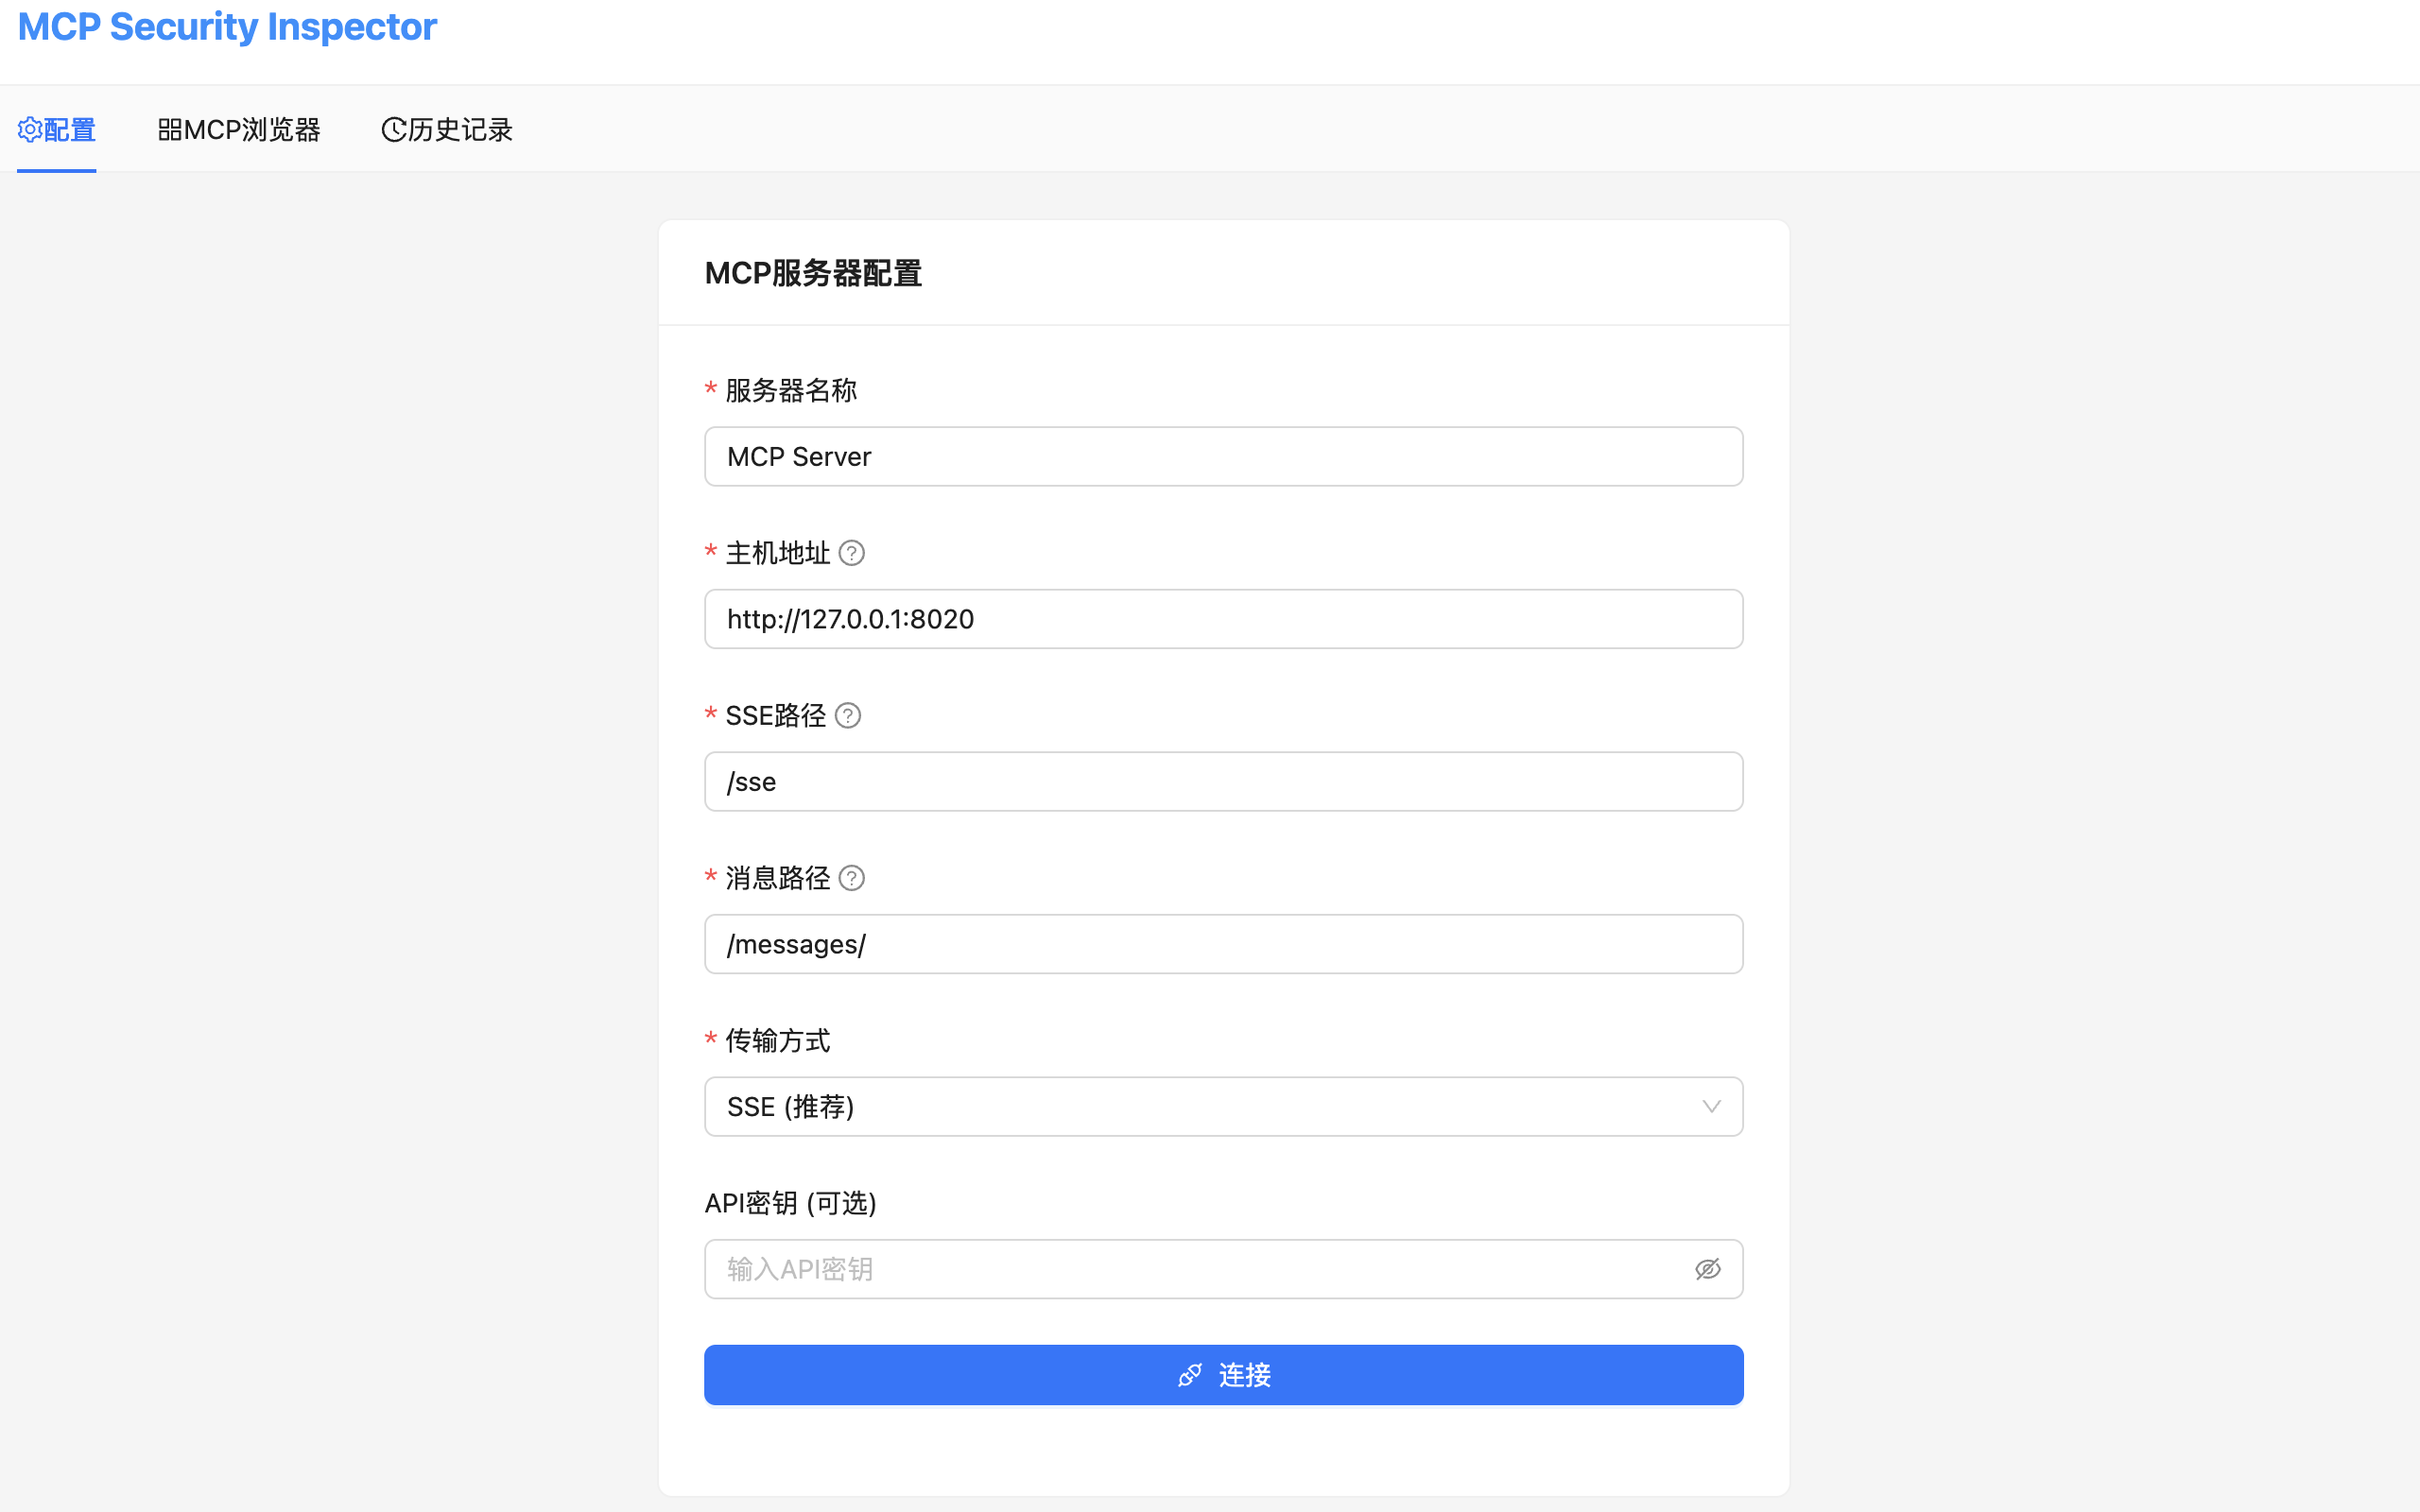 MCP Security Inspector
配置 MCP浏览器 历史记录
MCP服务器配置
* 服务器名称
MCP Server
* 主机地址 ?
http://127.0.0.1:8020
* SSE路径 ?
/sse
* 消息路径 ?
/messages/
* 传输方式
SSE (推荐)
API密钥 (可选)
输入API密钥
连接